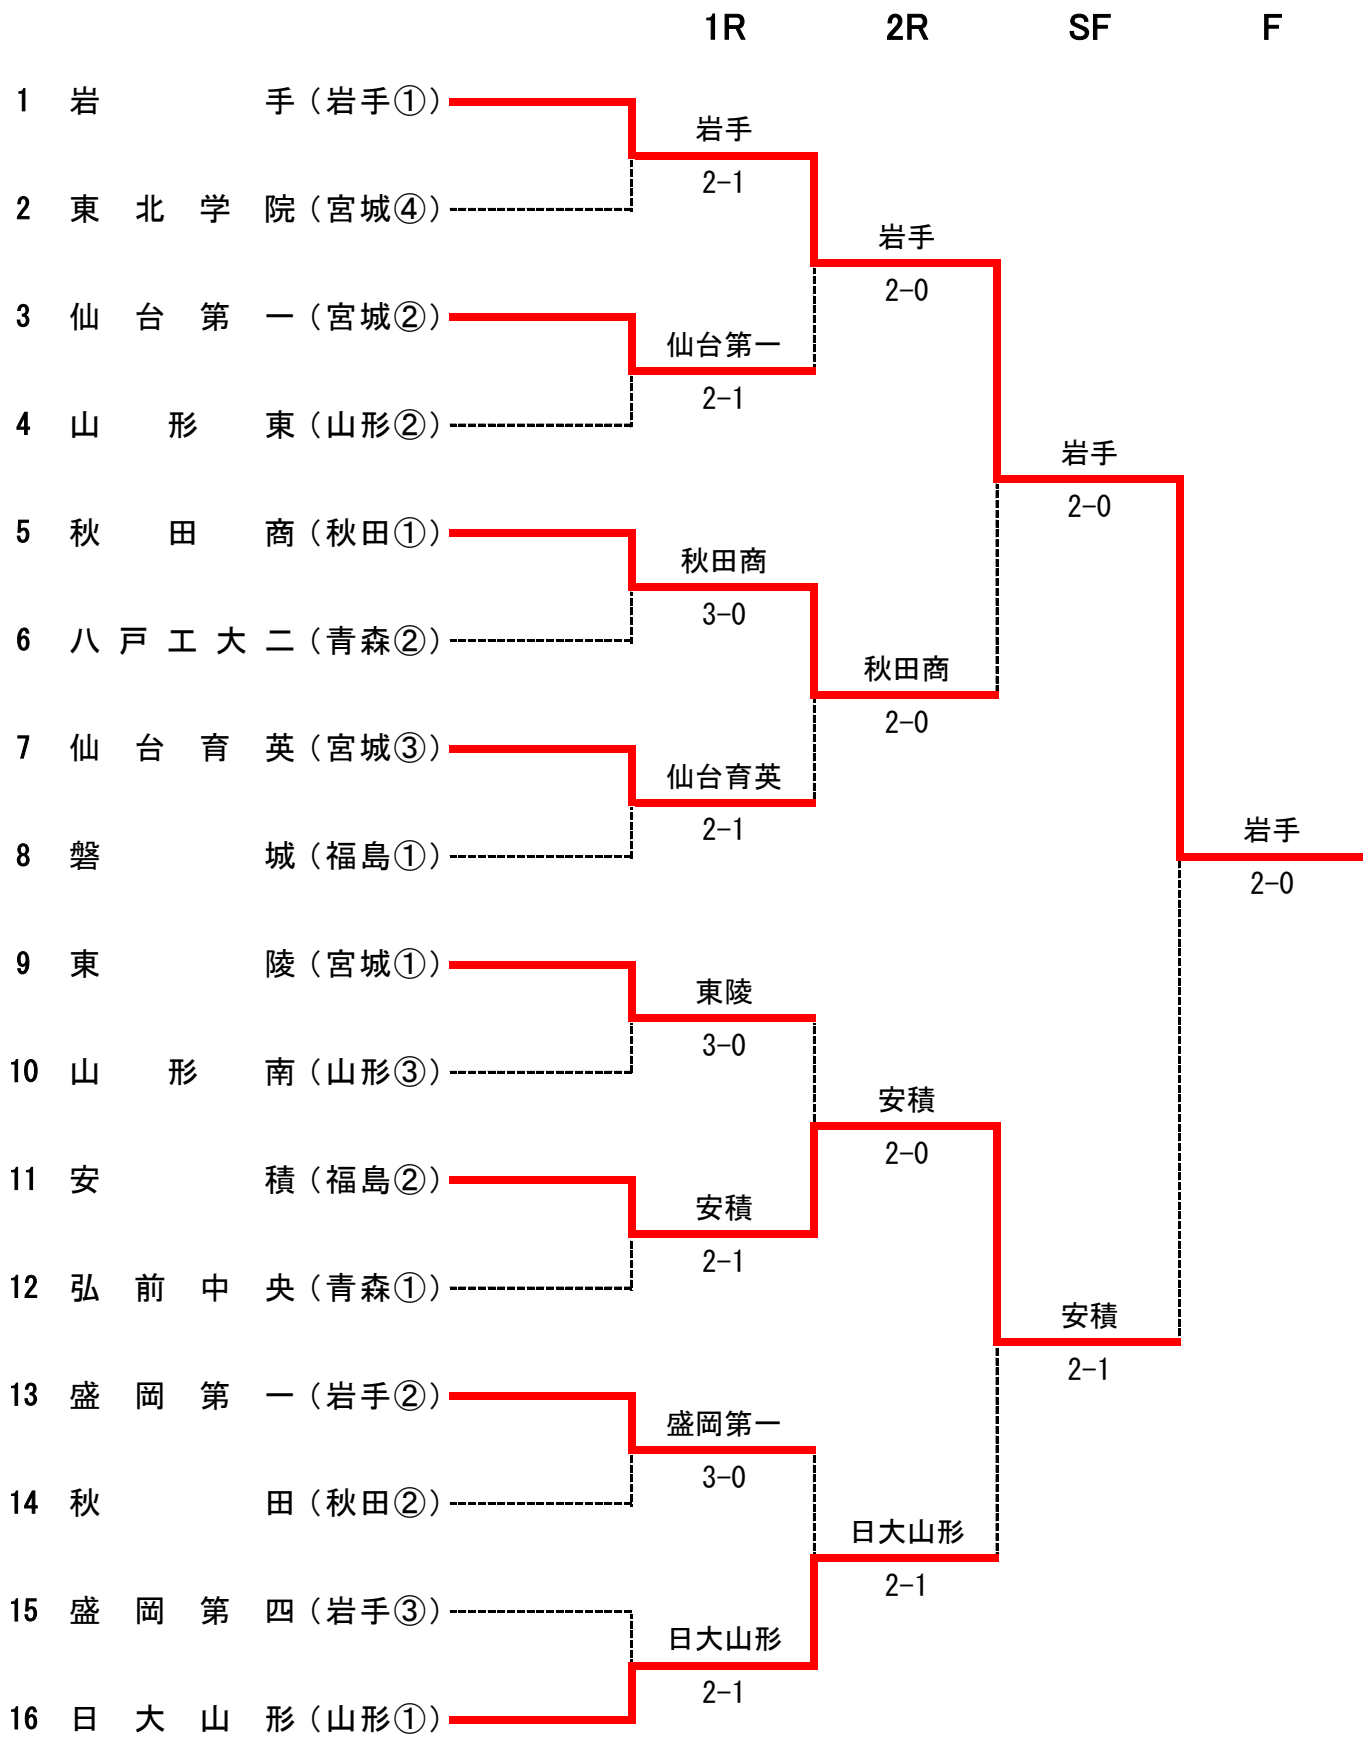 1R 2R SF F
1 岩手（岩手①）
岩手
2-1
2 東北学院（宮城④）
岩手
2-0
3 仙台第一（宮城②）
仙台第一
2-1
4 山形東（山形②）
岩手
2-0
5 秋田商（秋田①）
秋田商
3-0
6 八戸工大二（青森②）
秋田商
2-0
7 仙台育英（宮城③）
仙台育英
2-1
8 磐城（福島①）
岩手
2-0
9 東陵（宮城①）
東陵
3-0
10 山形南（山形③）
安積
2-0
11 安積（福島②）
安積
2-1
12 弘前中央（青森①）
安積
2-1
13 盛岡第一（岩手②）
盛岡第一
3-0
14 秋田（秋田②）
日大山形
2-1
15 盛岡第四（岩手③）
日大山形
2-1
16 日大山形（山形①）